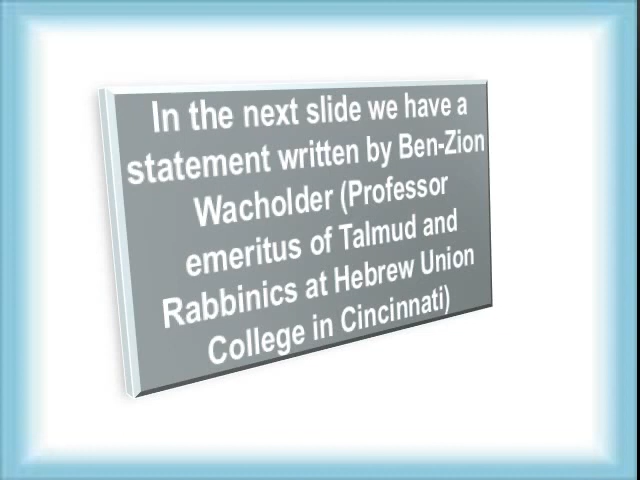 In the next slide we have a
statement written by Ben-Zion
Wacholder (Professor
emeritus of Talmud and
Rabbinics at Hebrew Union
College in Cincinnati)